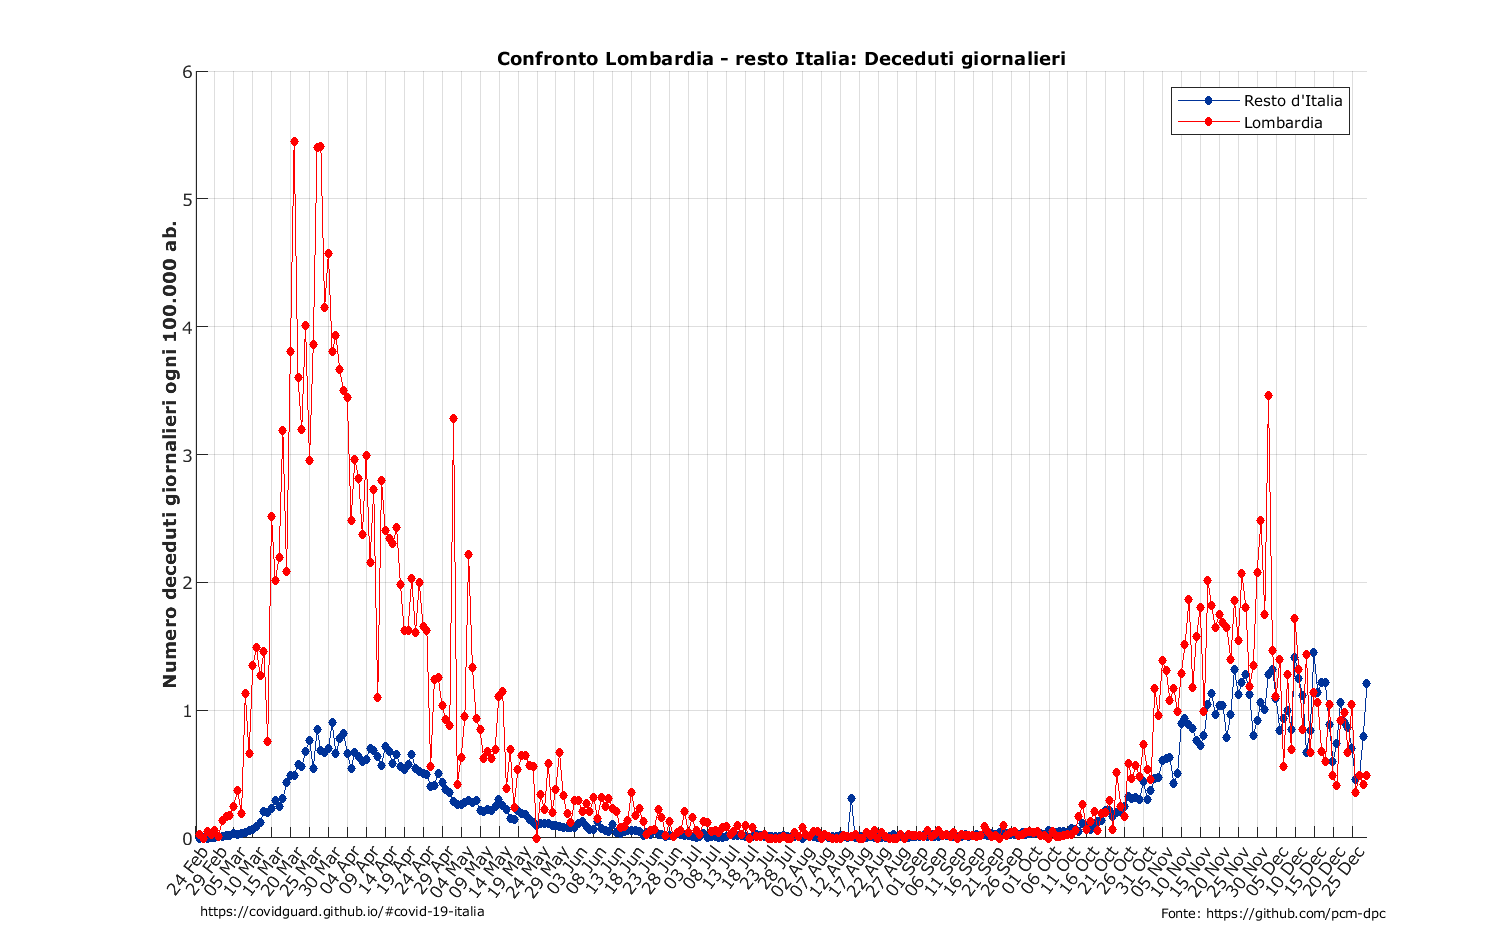 Confronto Lombardia - resto Italia: Deceduti giornalieri
Resto d'Italia
Lombardia
Numero deceduti giornalieri ogni 100.000 ab.
6
5
4
3
2
1
0
24 Feb
29 Feb
05 Mar
10 Mar
15 Mar
20 Mar
25 Mar
30 Mar
04 Apr
09 Apr
14 Apr
19 Apr
24 Apr
29 Apr
04 May
09 May
14 May
19 May
24 May
29 May
03 Jun
08 Jun
13 Jun
18 Jun
23 Jun
28 Jun
03 Jul
08 Jul
13 Jul
18 Jul
23 Jul
28 Jul
02 Aug
07 Aug
12 Aug
17 Aug
22 Aug
27 Aug
01 Sep
06 Sep
11 Sep
16 Sep
21 Sep
26 Sep
01 Oct
06 Oct
11 Oct
16 Oct
21 Oct
26 Oct
31 Oct
05 Nov
10 Nov
15 Nov
20 Nov
25 Nov
30 Nov
05 Dec
10 Dec
15 Dec
20 Dec
25 Dec
https://covidguard.github.io/#covid-19-italia
Fonte: https://github.com/pcm-dpc